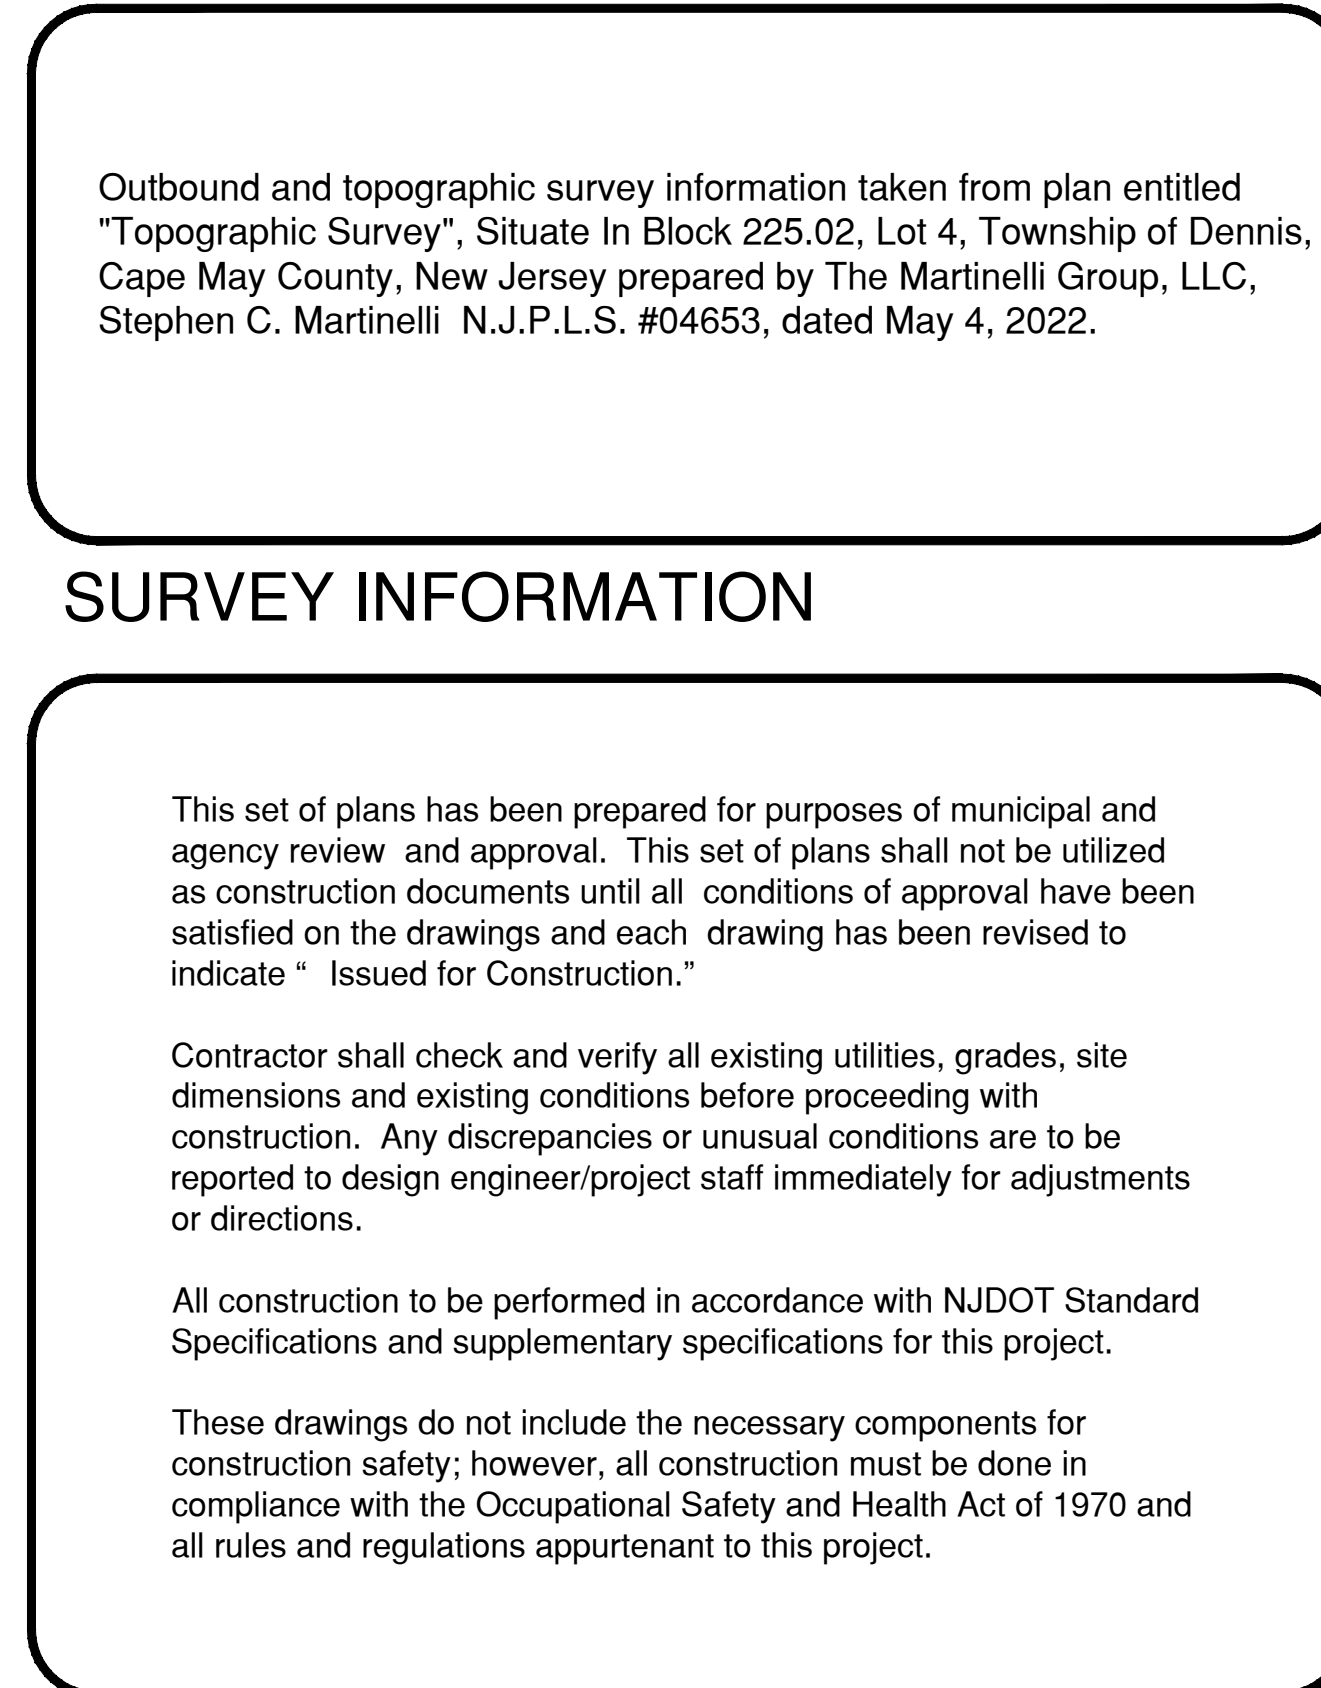 Outbound and topographic survey information taken from plan entitled
"Topographic Survey", Situate In Block 225.02, Lot 4, Township of Dennis,
Cape May County, New Jersey prepared by The Martinelli Group, LLC,
Stephen C. Martinelli  N.J.P.L.S. #04653, dated May 4, 2022.
SURVEY INFORMATION
This set of plans has been prepared for purposes of municipal and
agency review  and approval.  This set of plans shall not be utilized
as construction documents until all  conditions of approval have been
satisfied on the drawings and each  drawing has been revised to
indicate “  Issued for Construction.”
Contractor shall check and verify all existing utilities, grades, site
dimensions and existing conditions before proceeding with
construction.  Any discrepancies or unusual conditions are to be
reported to design engineer/project staff immediately for adjustments
or directions.
All construction to be performed in accordance with NJDOT Standard
Specifications and supplementary specifications for this project.
These drawings do not include the necessary components for
construction safety; however, all construction must be done in
compliance with the Occupational Safety and Health Act of 1970 and
all rules and regulations appurtenant to this project.